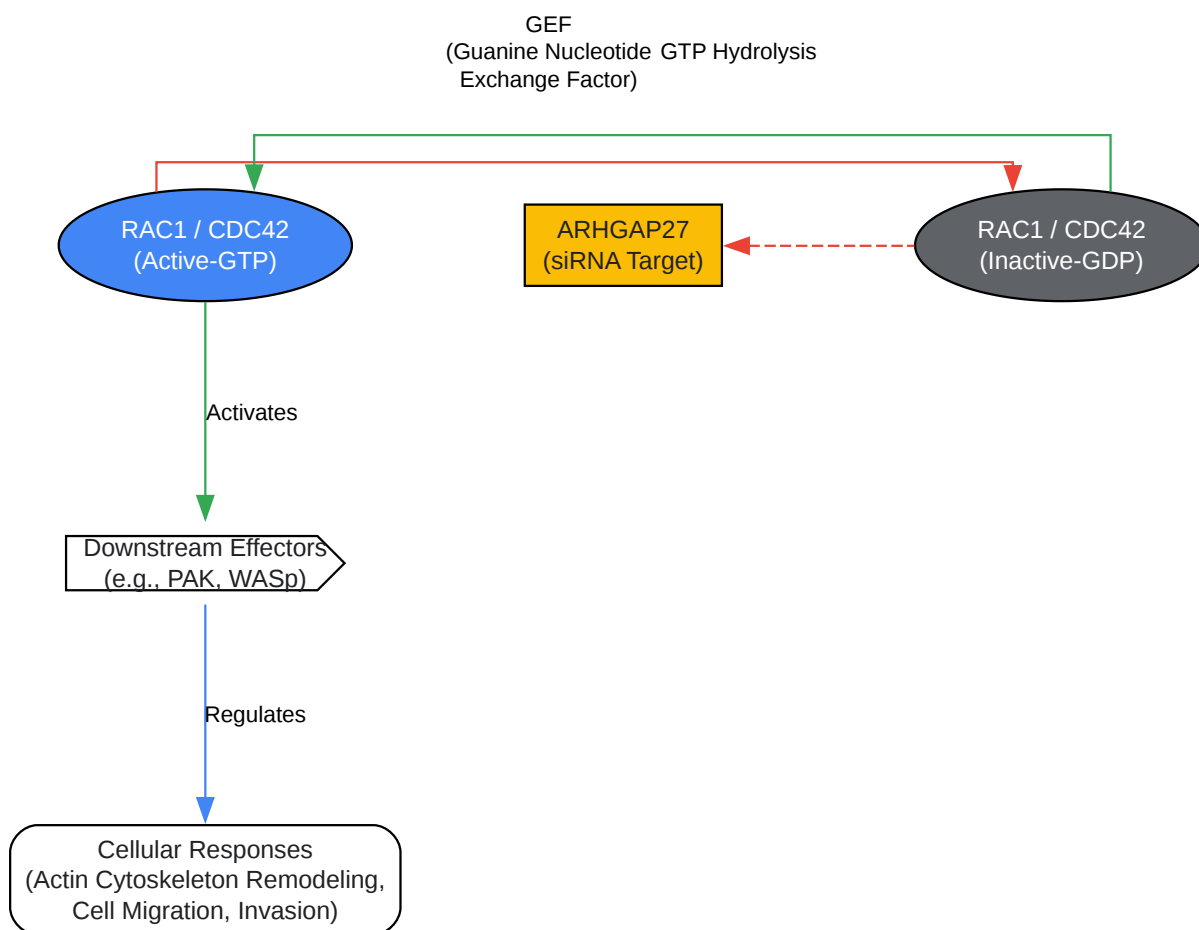 GEF
(Guanine Nucleotide GTP Hydrolysis
Exchange Factor)
RAC1 / CDC42
(Active-GTP)
ARHGAP27
(siRNA Target)
RAC1 / CDC42
(Inactive-GDP)
Activates
Downstream Effectors
(e.g., PAK, WASp)
Regulates
Cellular Responses
(Actin Cytoskeleton Remodeling,
Cell Migration, Invasion)